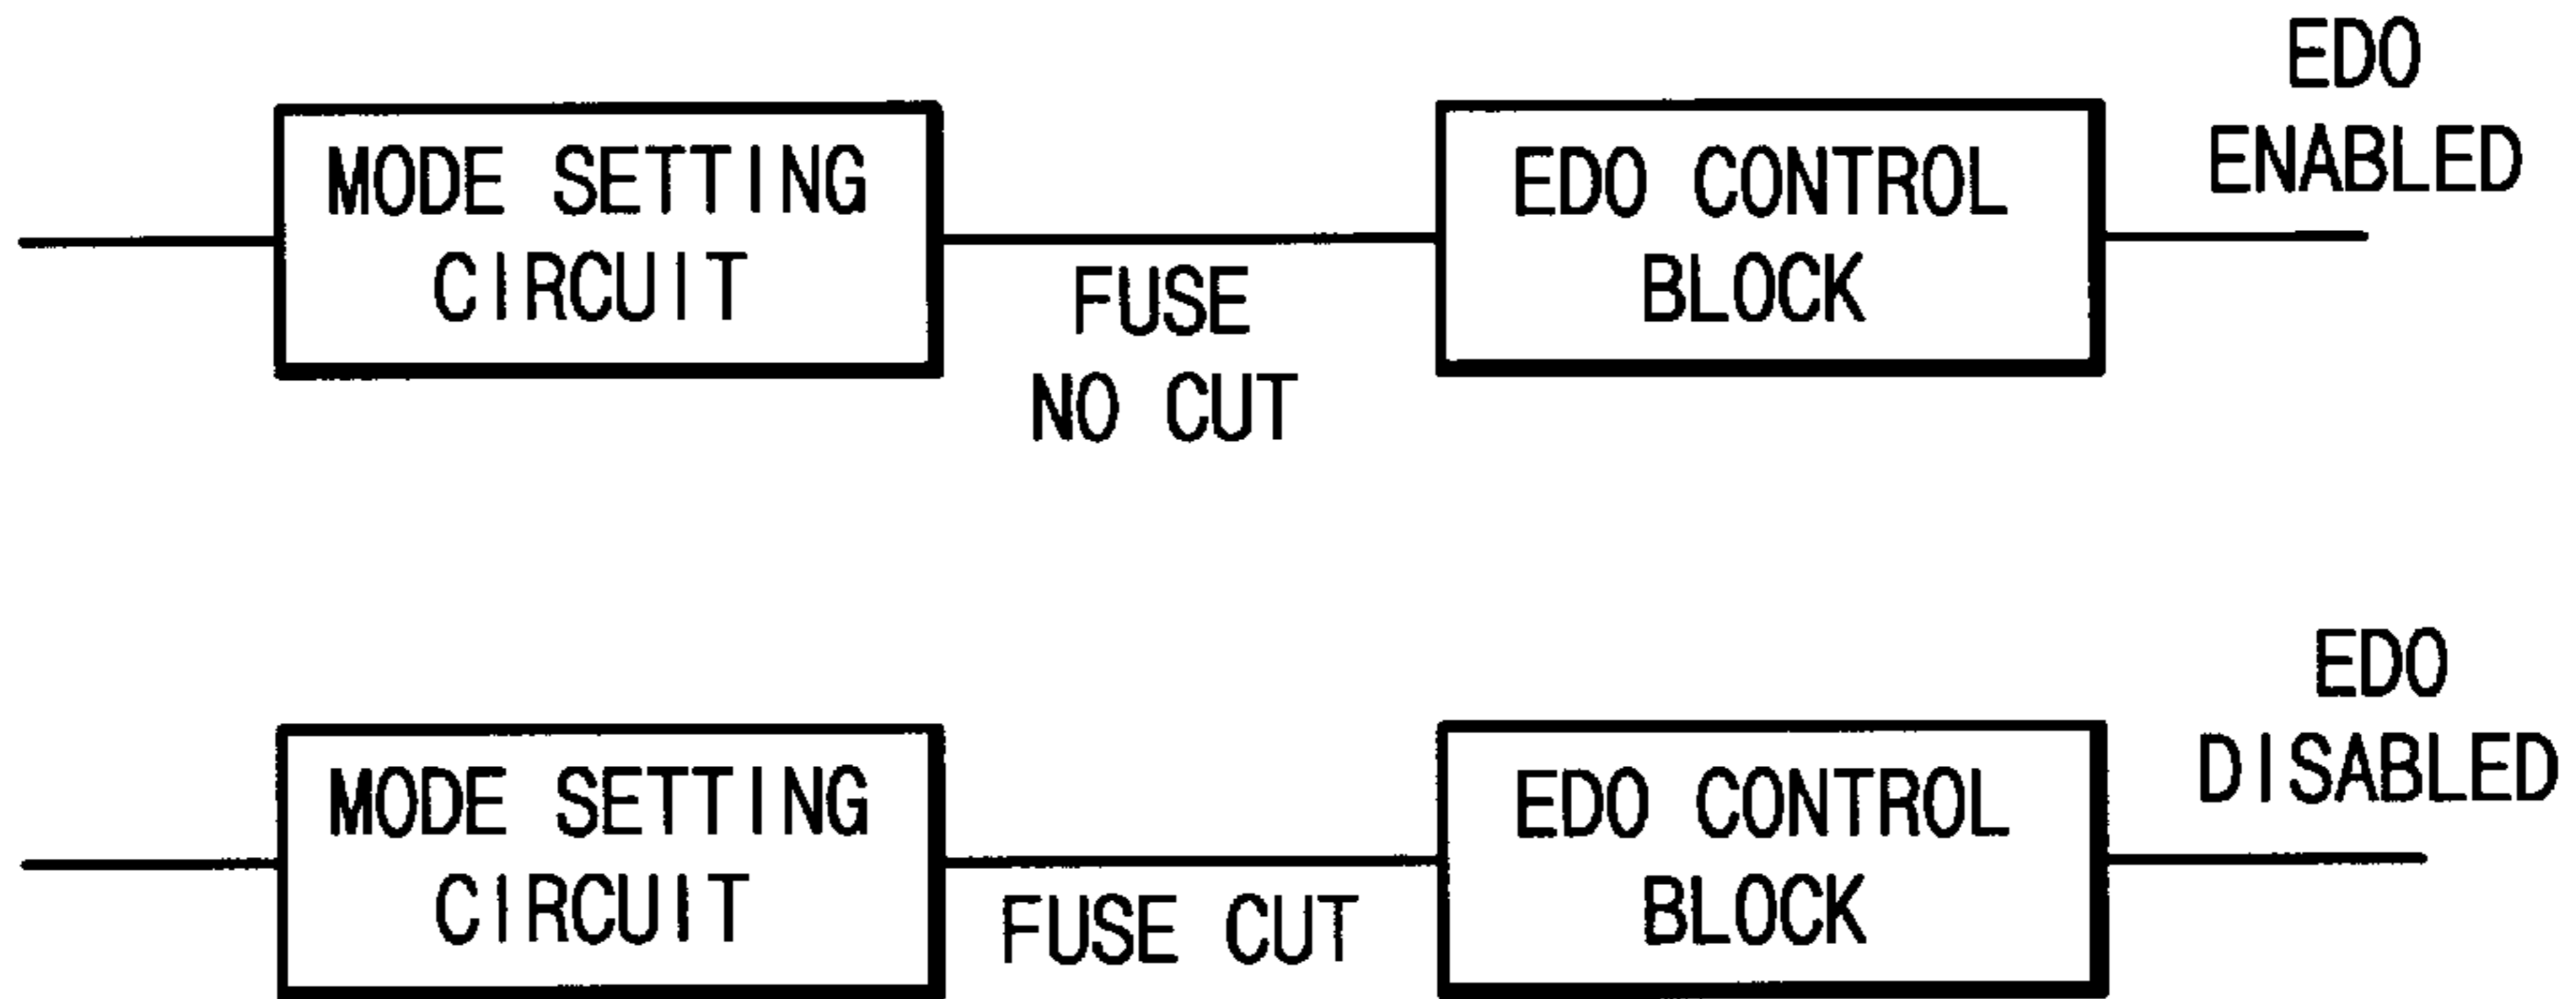 MODE SETTING
CIRCUIT
FUSE
NO CUT
EDO CONTROL
BLOCK
EDO
ENABLED
MODE SETTING
CIRCUIT
FUSE CUT
EDO CONTROL
BLOCK
EDO
DISABLED